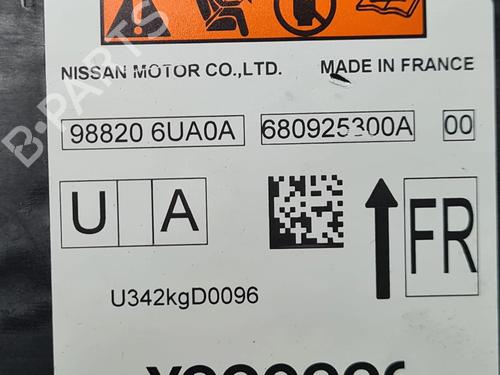 NISSAN MOTOR CO.,LTD. MADE IN FRANCE
98820 6UA0A 680925300A 00
U A FR
U342kgD0096
B-PARTS